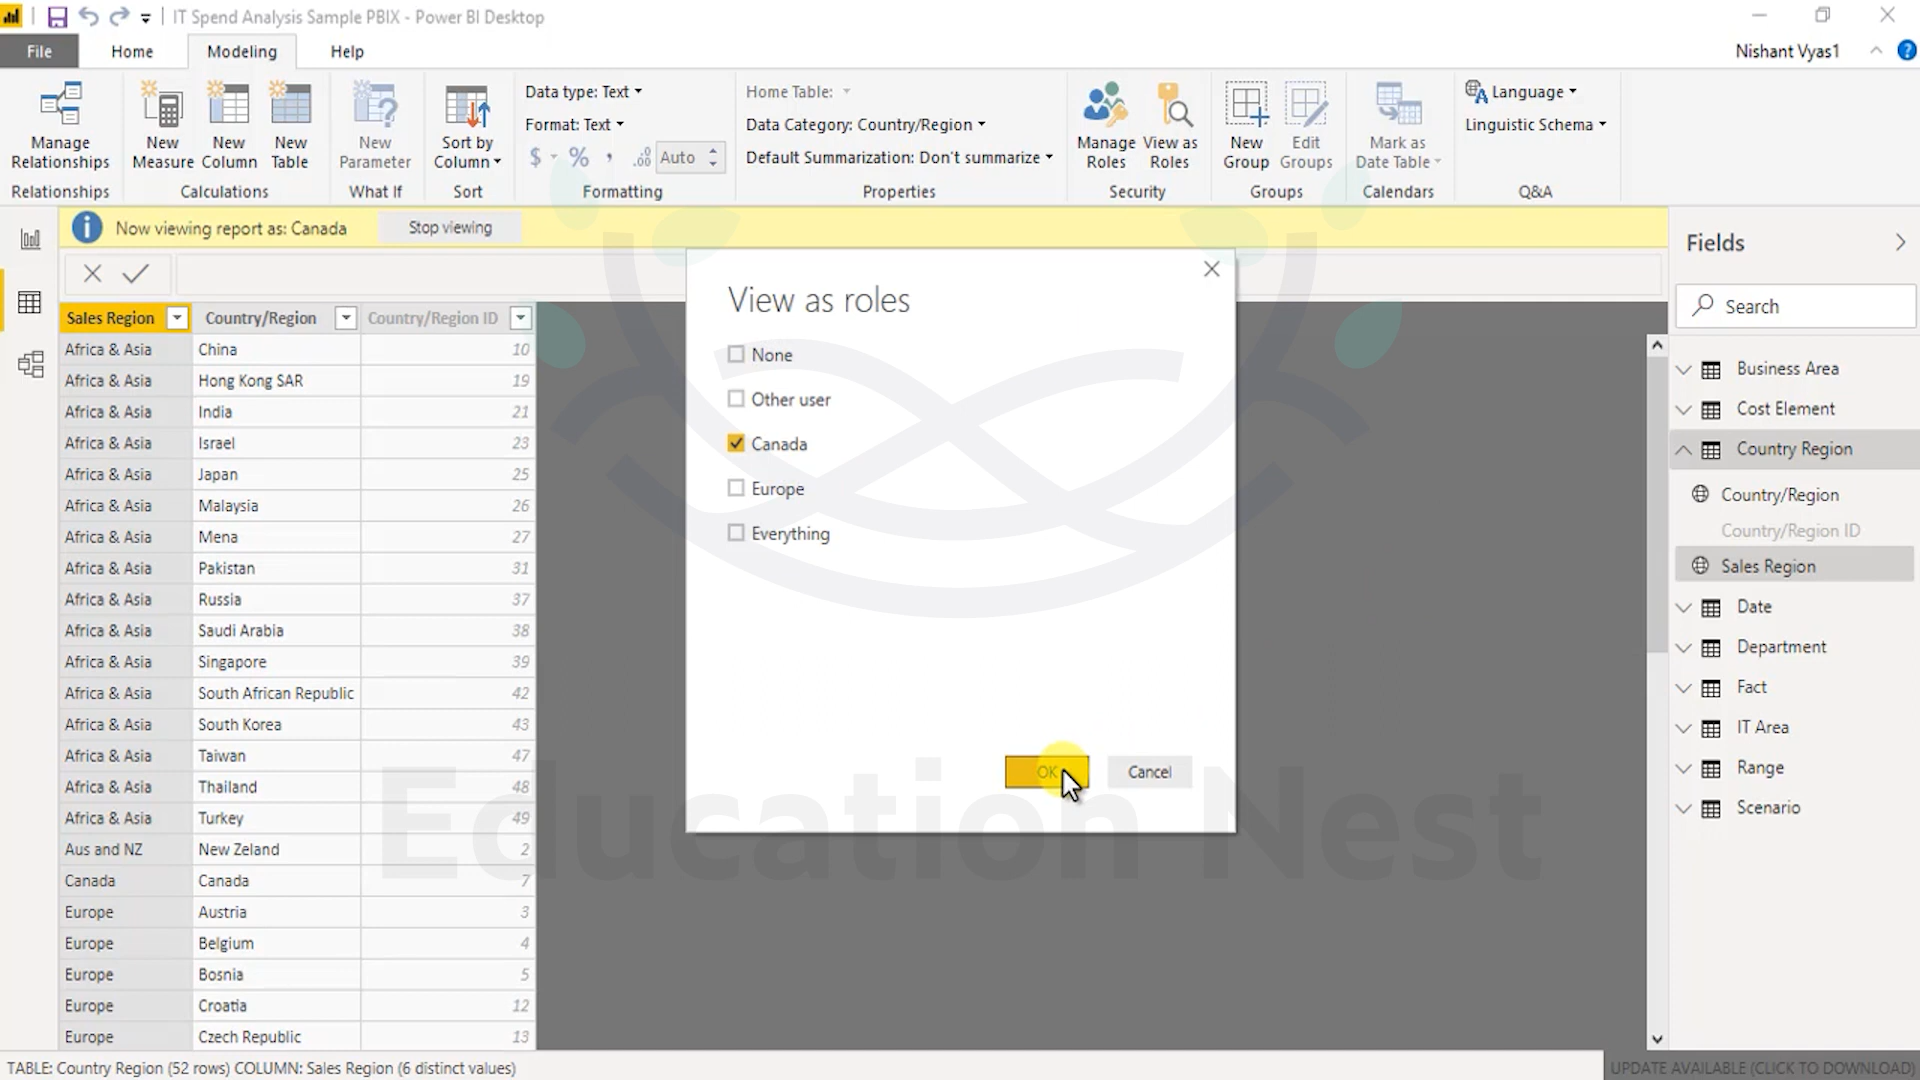 IT Spend Analysis Sample PBIX - Power BI Desktop
File Home Modeling Help Nishant Vyas1 ?
Manage Relationships
Relationships
New Measure
New Column
New Table
Calculations
New Parameter
What If
Sort by Column
Sort
Data type: Text
Format: Text
$ % , .00 Auto
Formatting
Home Table:
Data Category: Country/Region
Default Summarization: Don't summarize
Properties
Manage Roles
View as Roles
Security
New Group
Edit Groups
Groups
Mark as Date Table
Calendars
Language
Linguistic Schema
Q&A
Now viewing report as: Canada Stop viewing
Sales Region Country/Region Country/Region ID
Africa & Asia China 10
Africa & Asia Hong Kong SAR 19
Africa & Asia India 21
Africa & Asia Israel 23
Africa & Asia Japan 25
Africa & Asia Malaysia 26
Africa & Asia Mena 27
Africa & Asia Pakistan 31
Africa & Asia Russia 37
Africa & Asia Saudi Arabia 38
Africa & Asia Singapore 39
Africa & Asia South African Republic 42
Africa & Asia South Korea 43
Africa & Asia Taiwan 47
Africa & Asia Thailand 48
Africa & Asia Turkey 49
Aus and NZ New Zeland 2
Canada Canada 7
Europe Austria 3
Europe Belgium 4
Europe Bosnia 5
Europe Croatia 12
Europe Czech Republic 13
View as roles
None
Other user
Canada
Europe
Everything
OK Cancel
Education Nest
Fields
Search
Business Area
Cost Element
Country Region
Country/Region
Country/Region ID
Sales Region
Date
Department
Fact
IT Area
Range
Scenario
TABLE: Country Region (52 rows) COLUMN: Sales Region (6 distinct values)
UPDATE AVAILABLE (CLICK TO DOWNLOAD)